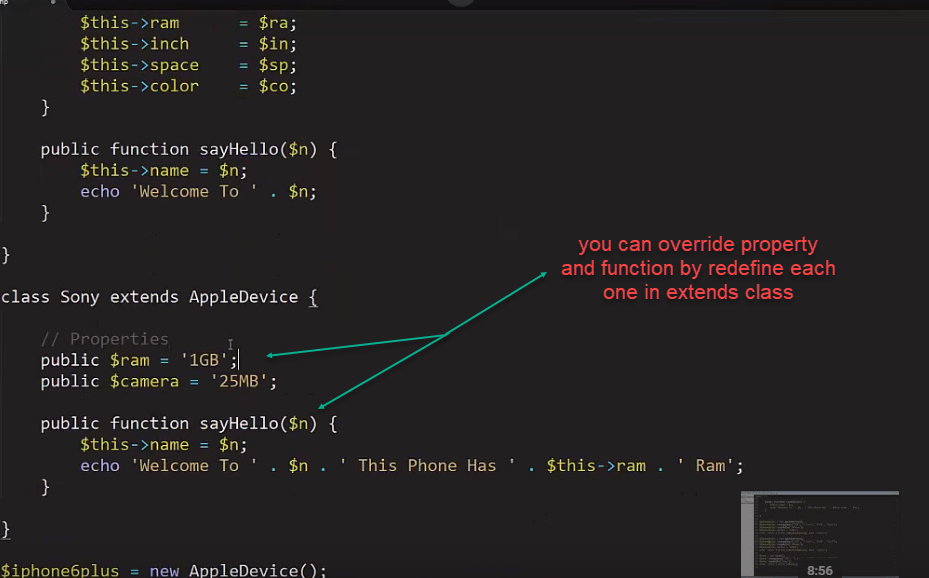 $this->ram = $ra;
$this->inch = $in;
$this->space = $sp;
$this->color = $co;
}
public function sayHello($n) {
$this->name = $n;
echo 'Welcome To ' . $n;
}
}
you can override property
and function by redefine each
one in extends class
class Sony extends AppleDevice {
// Properties
public $ram = '1GB';
public $camera = '25MB';
public function sayHello($n) {
$this->name = $n;
echo 'Welcome To ' . $n . ' This Phone Has ' . $this->ram . ' Ram';
}
}
$iphone6plus = new AppleDevice();
8:56